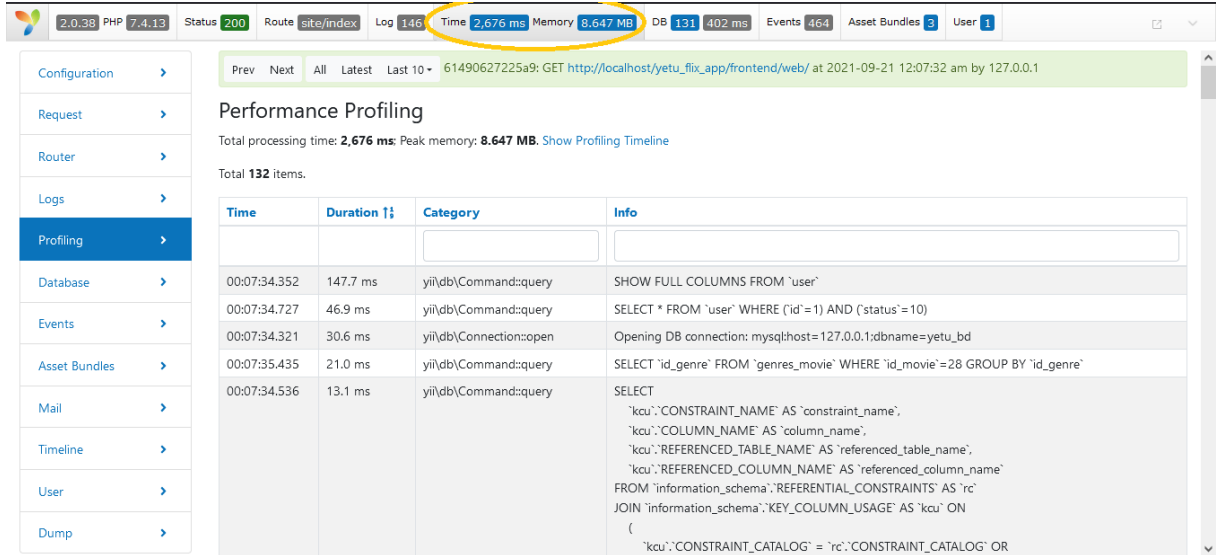 2.0.38 PHP 7.4.13 Status 200 Route site/index Log 146 Time 2,676 ms Memory 8.647 MB DB 131 402 ms Events 464 Asset Bundles 3 User 1
Configuration
Request
Router
Logs
Profiling
Database
Events
Asset Bundles
Mail
Timeline
User
Dump
Prev Next All Latest Last 10 61490627225a9: GET http://localhost/yetu_flix_app/frontend/web/ at 2021-09-21 12:07:32 am by 127.0.0.1
Performance Profiling
Total processing time: 2,676 ms; Peak memory: 8.647 MB. Show Profiling Timeline
Total 132 items.
Time Duration Category Info
00:07:34.352 147.7 ms yii\db\Command::query SHOW FULL COLUMNS FROM `user`
00:07:34.727 46.9 ms yii\db\Command::query SELECT * FROM `user` WHERE (`id`=1) AND (`status`=10)
00:07:34.321 30.6 ms yii\db\Connection::open Opening DB connection: mysql:host=127.0.0.1;dbname=yetu_bd
00:07:35.435 21.0 ms yii\db\Command::query SELECT `id_genre` FROM `genres_movie` WHERE `id_movie`=28 GROUP BY `id_genre`
00:07:34.536 13.1 ms yii\db\Command::query SELECT
`kcu`.`CONSTRAINT_NAME` AS `constraint_name`,
`kcu`.`COLUMN_NAME` AS `column_name`,
`kcu`.`REFERENCED_TABLE_NAME` AS `referenced_table_name`,
`kcu`.`REFERENCED_COLUMN_NAME` AS `referenced_column_name`
FROM `information_schema`.`REFERENTIAL_CONSTRAINTS` AS `rc`
JOIN `information_schema`.`KEY_COLUMN_USAGE` AS `kcu` ON
(
`kcu`.`CONSTRAINT_CATALOG` = `rc`.`CONSTRAINT_CATALOG` OR